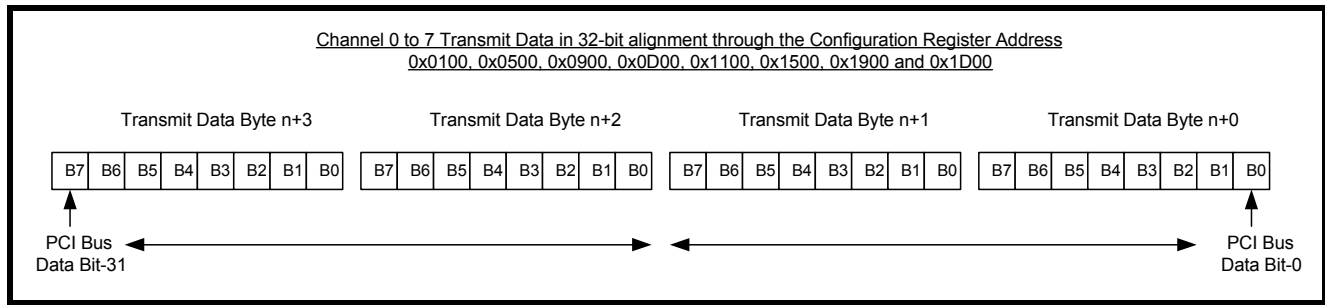 Channel 0 to 7 Transmit Data in 32-bit alignment through the Configuration Register Address
0x0100, 0x0500, 0x0900, 0x0D00, 0x1100, 0x1500, 0x1900 and 0x1D00
Transmit Data Byte n+3 Transmit Data Byte n+2 Transmit Data Byte n+1 Transmit Data Byte n+0
B7 B6 B5 B4 B3 B2 B1 B0 B7 B6 B5 B4 B3 B2 B1 B0 B7 B6 B5 B4 B3 B2 B1 B0 B7 B6 B5 B4 B3 B2 B1 B0
PCI Bus
Data Bit-31
PCI Bus
Data Bit-0